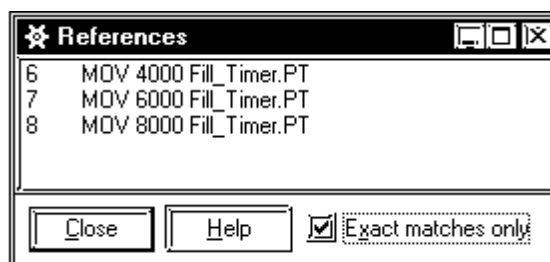 References
6 MOV 4000 Fill_Timer.PT
7 MOV 6000 Fill_Timer.PT
8 MOV 8000 Fill_Timer.PT
Close Help Exact matches only